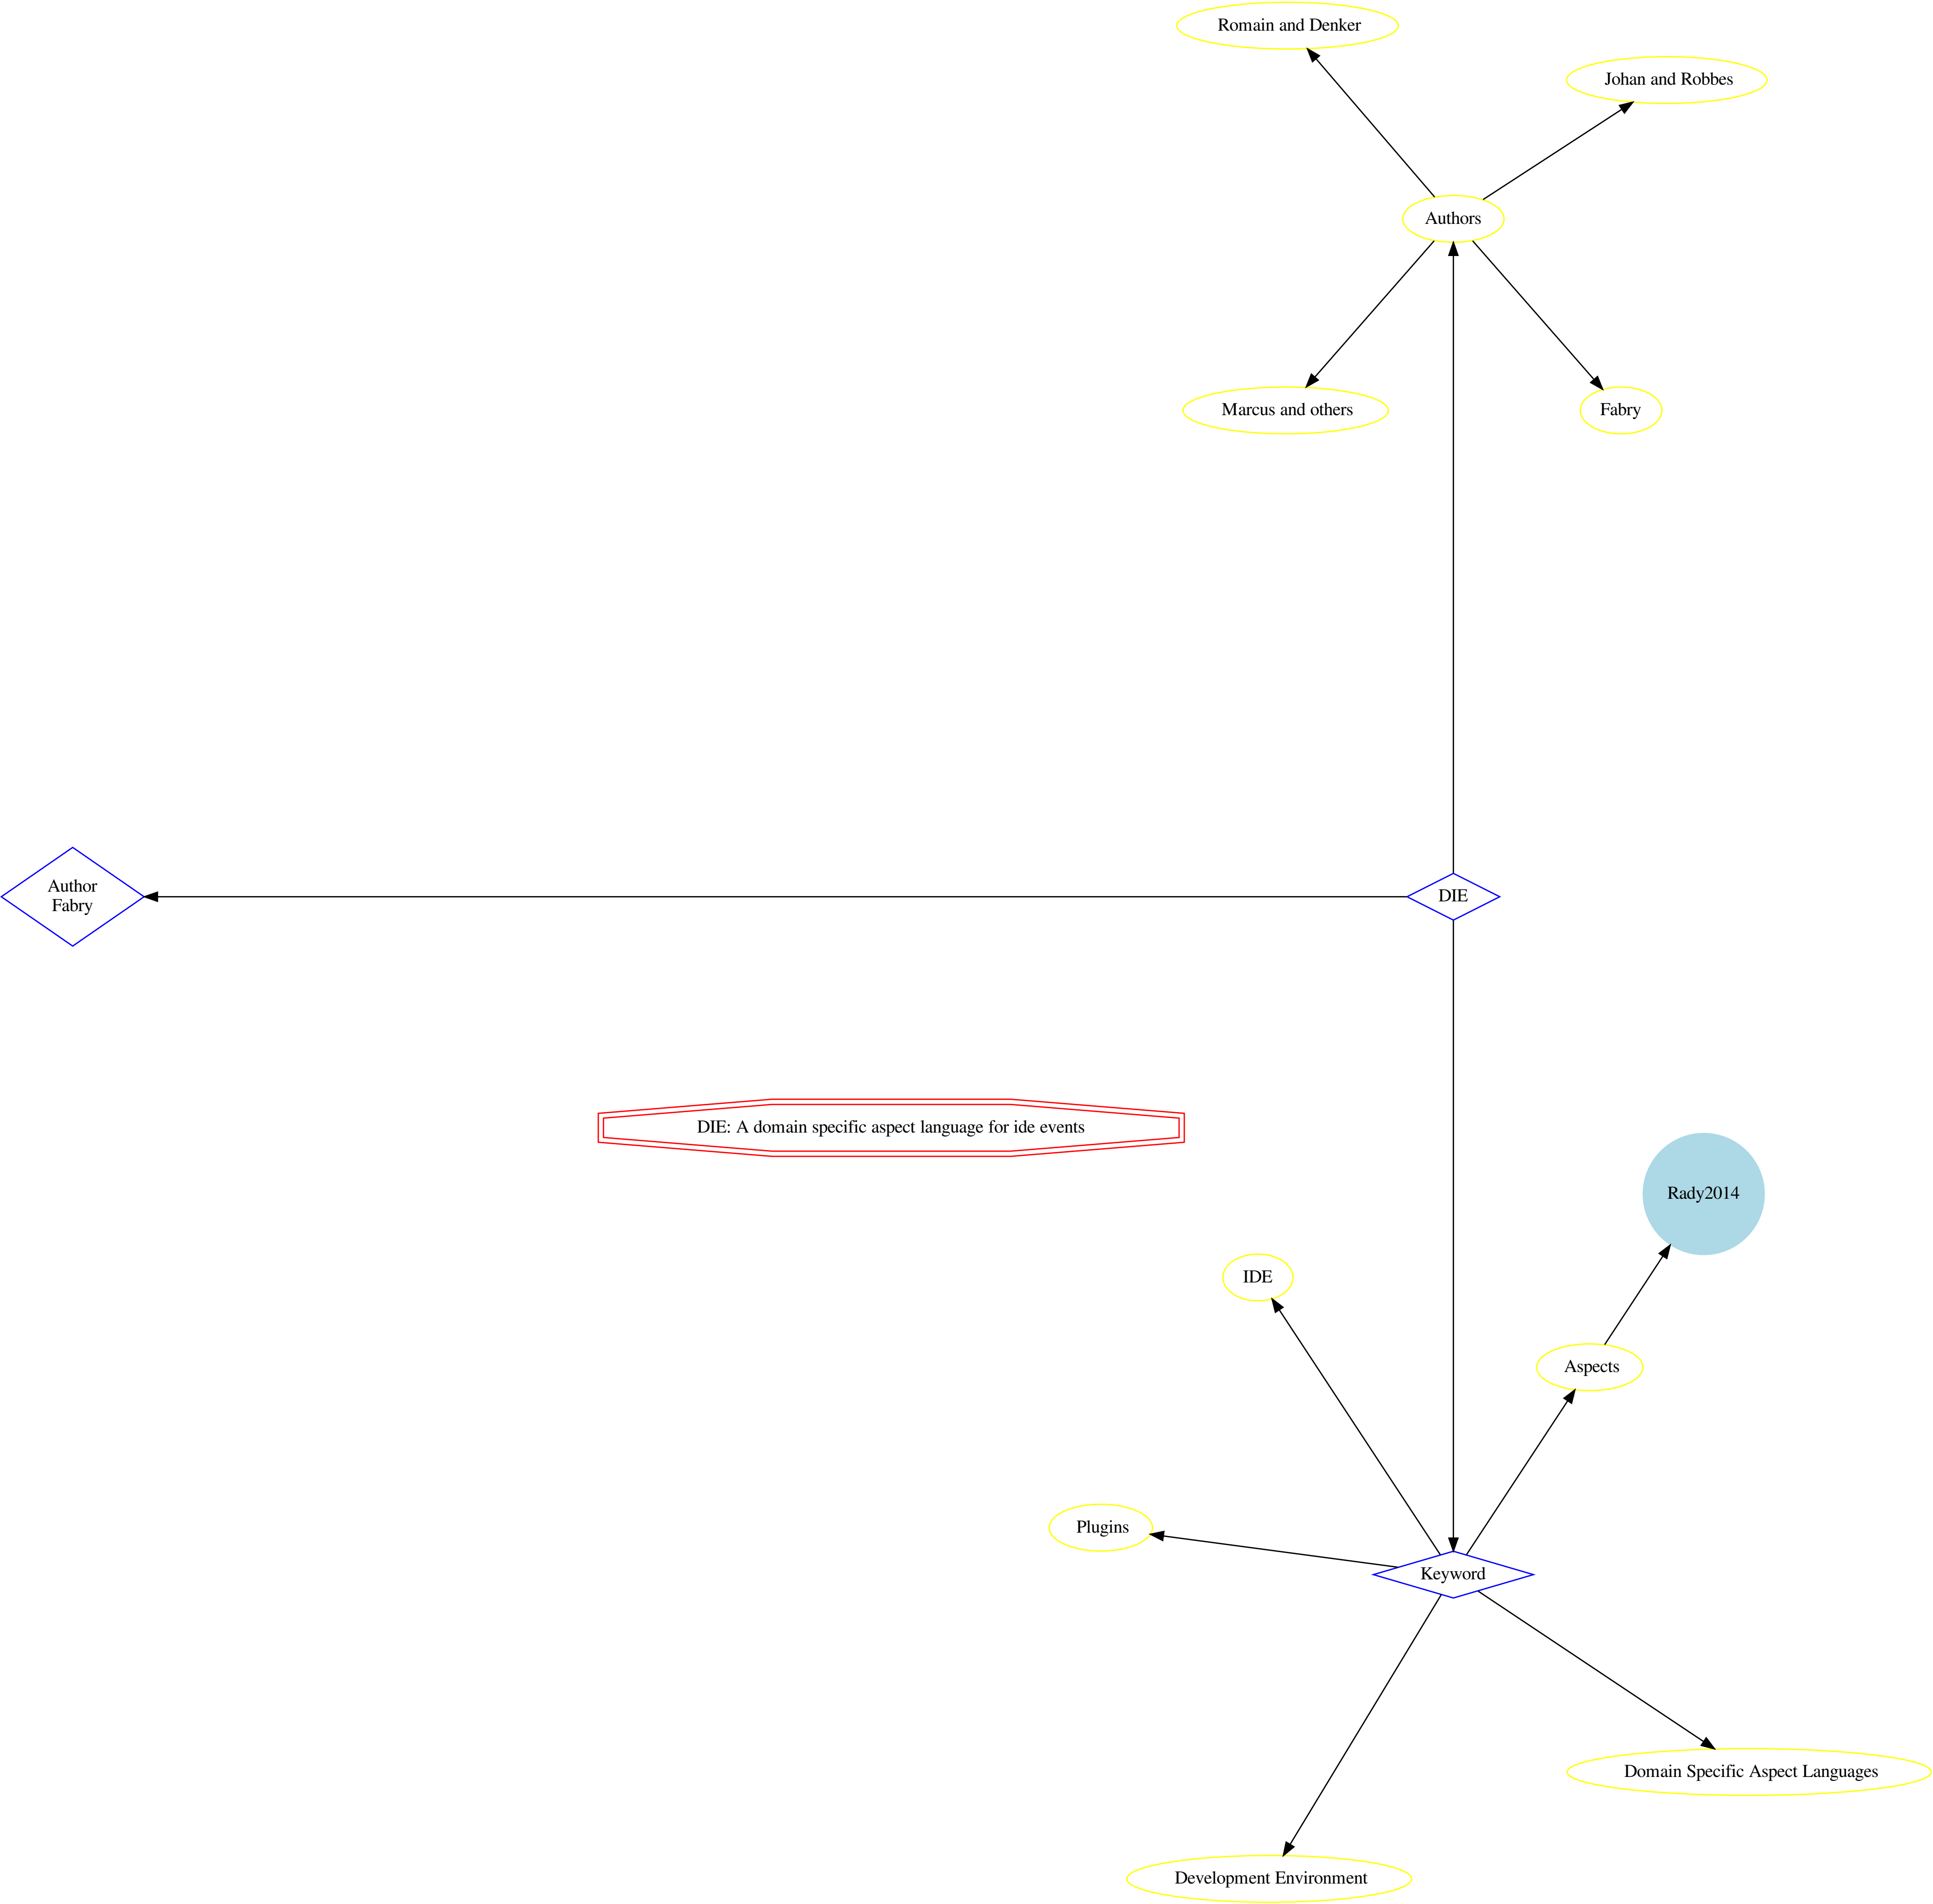 Romain and Denker
Johan and Robbes
Authors
Marcus and others
Fabry
Author
Fabry
DIE
DIE: A domain specific aspect language for ide events
Rady2014
IDE
Aspects
Plugins
Keyword
Domain Specific Aspect Languages
Development Environment